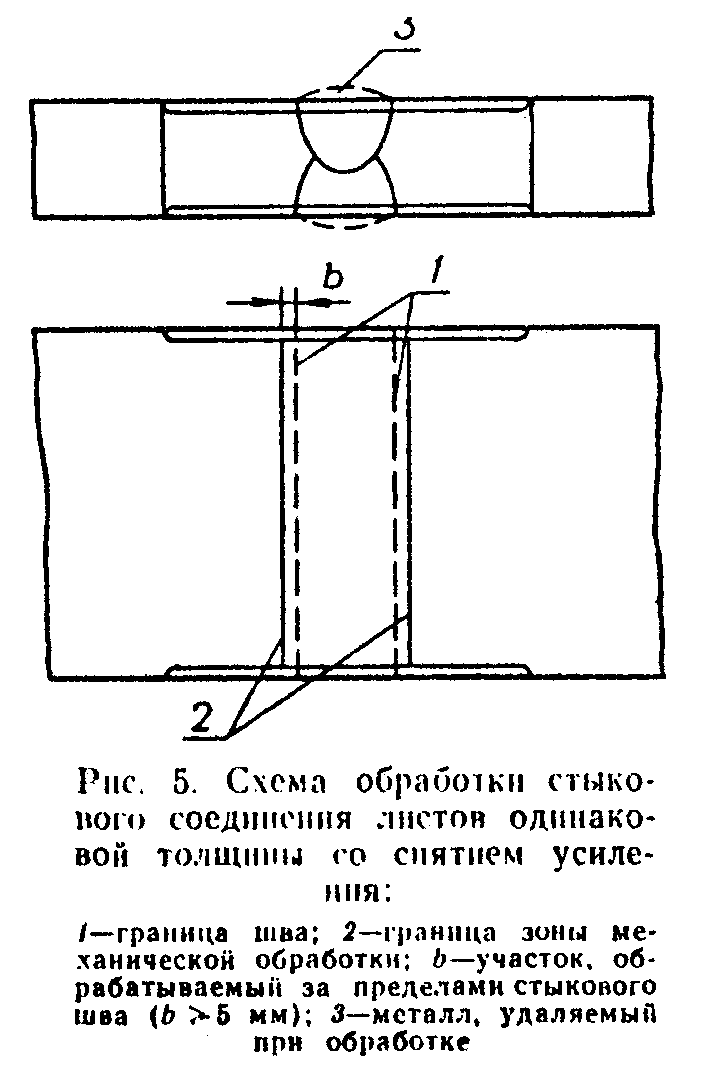 3
b 1
2
Рис. 5. Схема обработки стыко-
вого соединения листов одинако-
вой толщины со снятием усиле-
ния:
1—граница шва; 2—граница зоны ме-
ханической обработки; b—участок, об-
рабатываемый за пределами стыкового
шва (b > 5 мм); 3—металл, удаляемый
при обработке